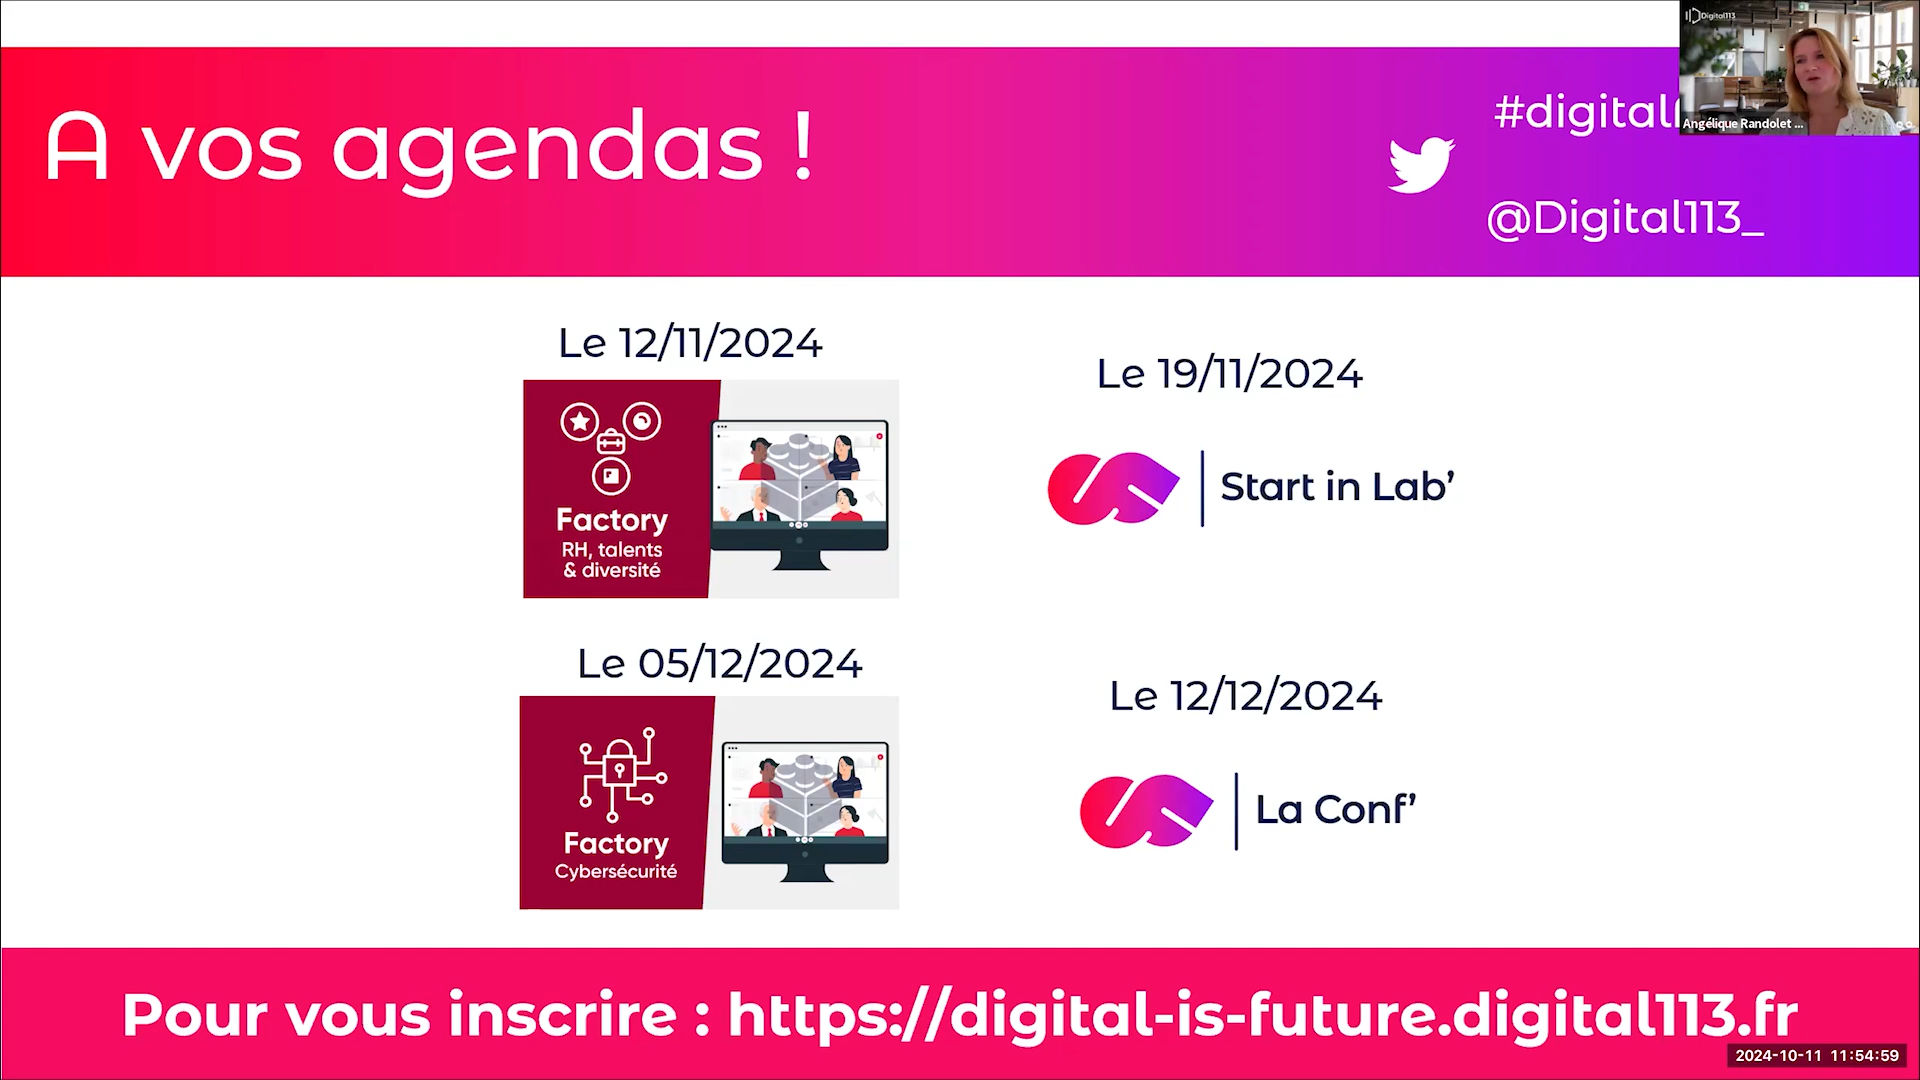 A vos agendas !
#digital
@Digital113_
Digital113
Angélique Randolet ...
Le 12/11/2024
Factory
RH, talents
& diversité
Le 19/11/2024
Start in Lab’
Le 05/12/2024
Factory
Cybersécurité
Le 12/12/2024
La Conf’
Pour vous inscrire : https://digital-is-future.digital113.fr
2024-10-11 11:54:59